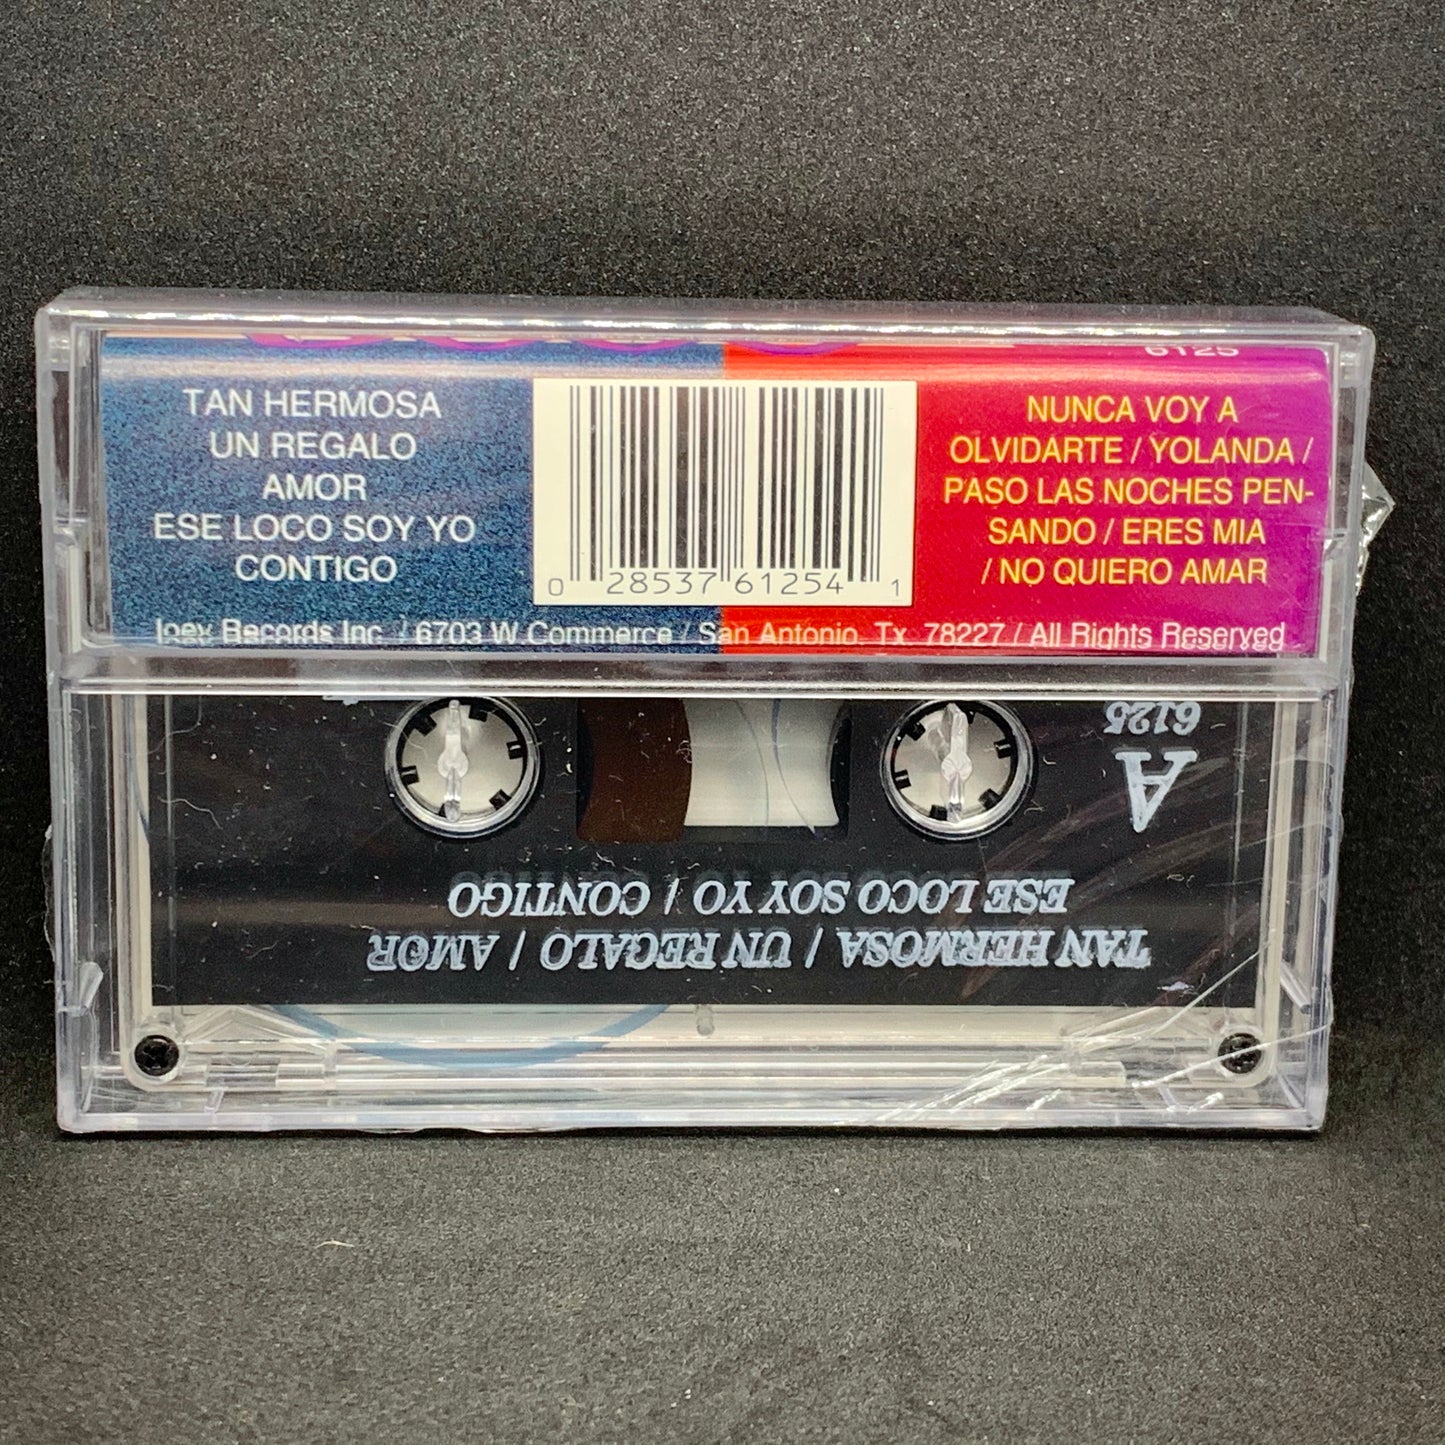 6125
TAN HERMOSA
UN REGALO
AMOR
ESE LOCO SOY YO
CONTIGO
0 28537 61254 1
NUNCA VOY A
OLVIDARTE / YOLANDA /
PASO LAS NOCHES PEN-
SANDO / ERES MIA
/ NO QUIERO AMAR
Joey Records Inc. / 6703 W. Commerce / San Antonio, Tx. 78227 / All Rights Reserved
6125
A
TAN HERMOSA / UN REGALO / AMOR
ESE LOCO SOY YO / CONTIGO